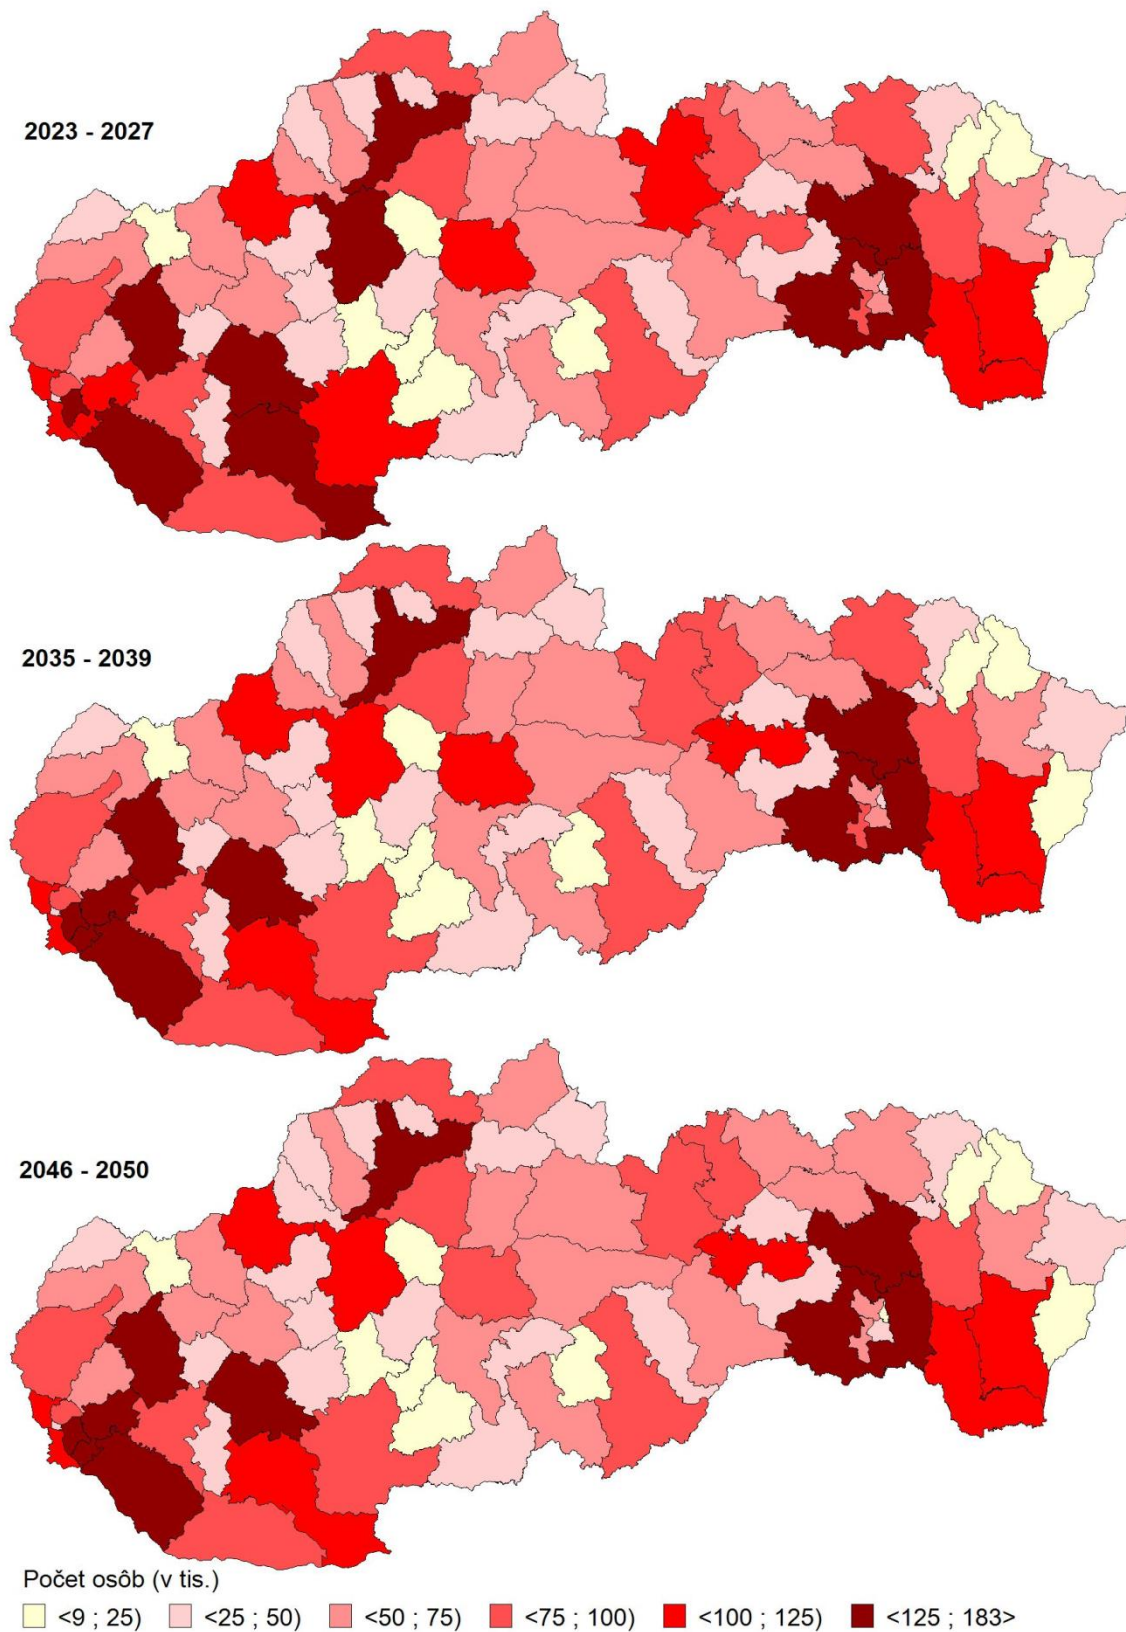 2023 - 2027
2035 - 2039
2046 - 2050
Počet osôb (v tis.)
<9 ; 25) <25 ; 50) <50 ; 75) <75 ; 100) <100 ; 125) <125 ; 183>